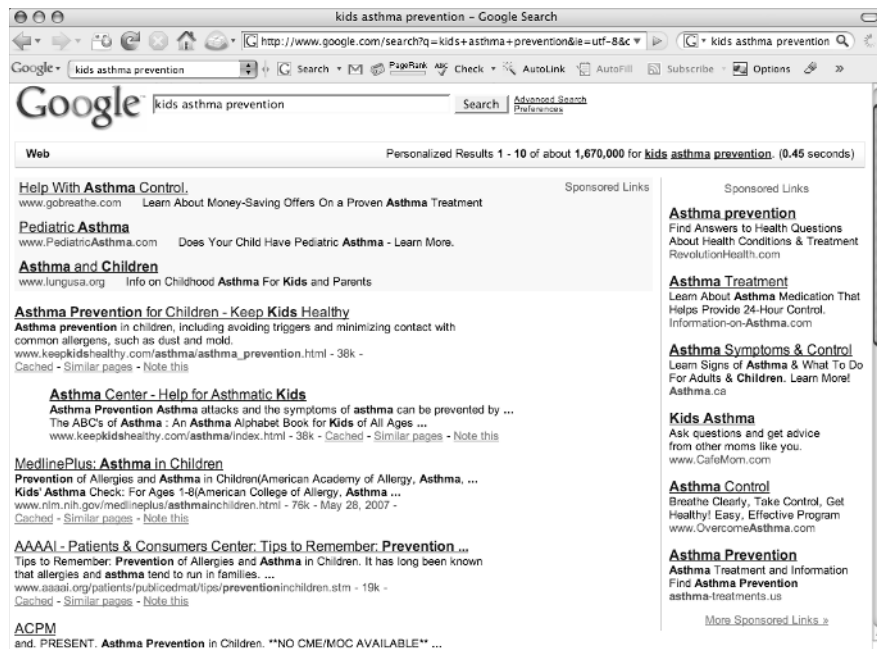 kids asthma prevention – Google Search
http://www.google.com/search?q=kids+asthma+prevention&ie=utf-8&c
kids asthma prevention
Google kids asthma prevention Search PageRank ABC Check AutoLink AutoFill Subscribe Options »
Google™ kids asthma prevention Search Advanced Search
Preferences
Web Personalized Results 1 - 10 of about 1,670,000 for kids asthma prevention. (0.45 seconds)
Help With Asthma Control. Sponsored Links
www.gobreathe.com Learn About Money-Saving Offers On a Proven Asthma Treatment
Pediatric Asthma
www.PediatricAsthma.com Does Your Child Have Pediatric Asthma - Learn More.
Asthma and Children
www.lungusa.org Info on Childhood Asthma For Kids and Parents
Asthma Prevention for Children - Keep Kids Healthy
Asthma prevention in children, including avoiding triggers and minimizing contact with
common allergens, such as dust and mold.
www.keepkidshealthy.com/asthma/asthma_prevention.html - 38k -
Cached - Similar pages - Note this
Asthma Center - Help for Asthmatic Kids
Asthma Prevention Asthma attacks and the symptoms of asthma can be prevented by ...
The ABC's of Asthma : An Asthma Alphabet Book for Kids of All Ages ...
www.keepkidshealthy.com/asthma/index.html - 38k - Cached - Similar pages - Note this
MedlinePlus: Asthma in Children
Prevention of Allergies and Asthma in Children(American Academy of Allergy, Asthma, ...
Kids' Asthma Check: For Ages 1-8(American College of Allergy, Asthma ...
www.nlm.nih.gov/medlineplus/asthmainchildren.html - 76k - May 28, 2007 -
Cached - Similar pages - Note this
AAAAI - Patients & Consumers Center: Tips to Remember: Prevention ...
Tips to Remember: Prevention of Allergies and Asthma in Children. It has long been known
that allergies and asthma tend to run in families. ...
www.aaaai.org/patients/publicedmat/tips/preventioninchildren.stm - 19k -
Cached - Similar pages - Note this
ACPM
and. PRESENT. Asthma Prevention in Children. **NO CME/MOC AVAILABLE** ...
Sponsored Links
Asthma prevention
Find Answers to Health Questions
About Health Conditions & Treatment
RevolutionHealth.com
Asthma Treatment
Learn About Asthma Medication That
Helps Provide 24-Hour Control.
Information-on-Asthma.com
Asthma Symptoms & Control
Learn Signs of Asthma & What To Do
For Adults & Children. Learn More!
Asthma.ca
Kids Asthma
Ask questions and get advice
from other moms like you.
www.CafeMom.com
Asthma Control
Breathe Clearly, Take Control, Get
Healthy! Easy, Effective Program
www.OvercomeAsthma.com
Asthma Prevention
Asthma Treatment and Information
Find Asthma Prevention
asthma-treatments.us
More Sponsored Links »